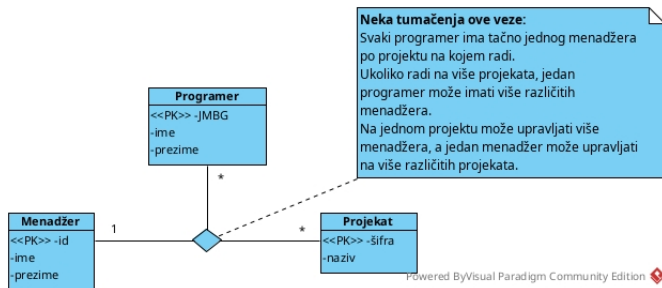 Neka tumačenja ove veze:
Svaki programer ima tačno jednog menadžera
po projektu na kojem radi.
Ukoliko radi na više projekata, jedan
programer može imati više različitih
menadžera.
Na jednom projektu može upravljati više
menadžera, a jedan menadžer može upravljati
na više različitih projekata.
Programer
<<PK>> -JMBG
-ime
-prezime
*
Menadžer
<<PK>> -id
-ime
-prezime
1
*
Projekat
<<PK>> -šifra
-naziv
Powered ByVisual Paradigm Community Edition